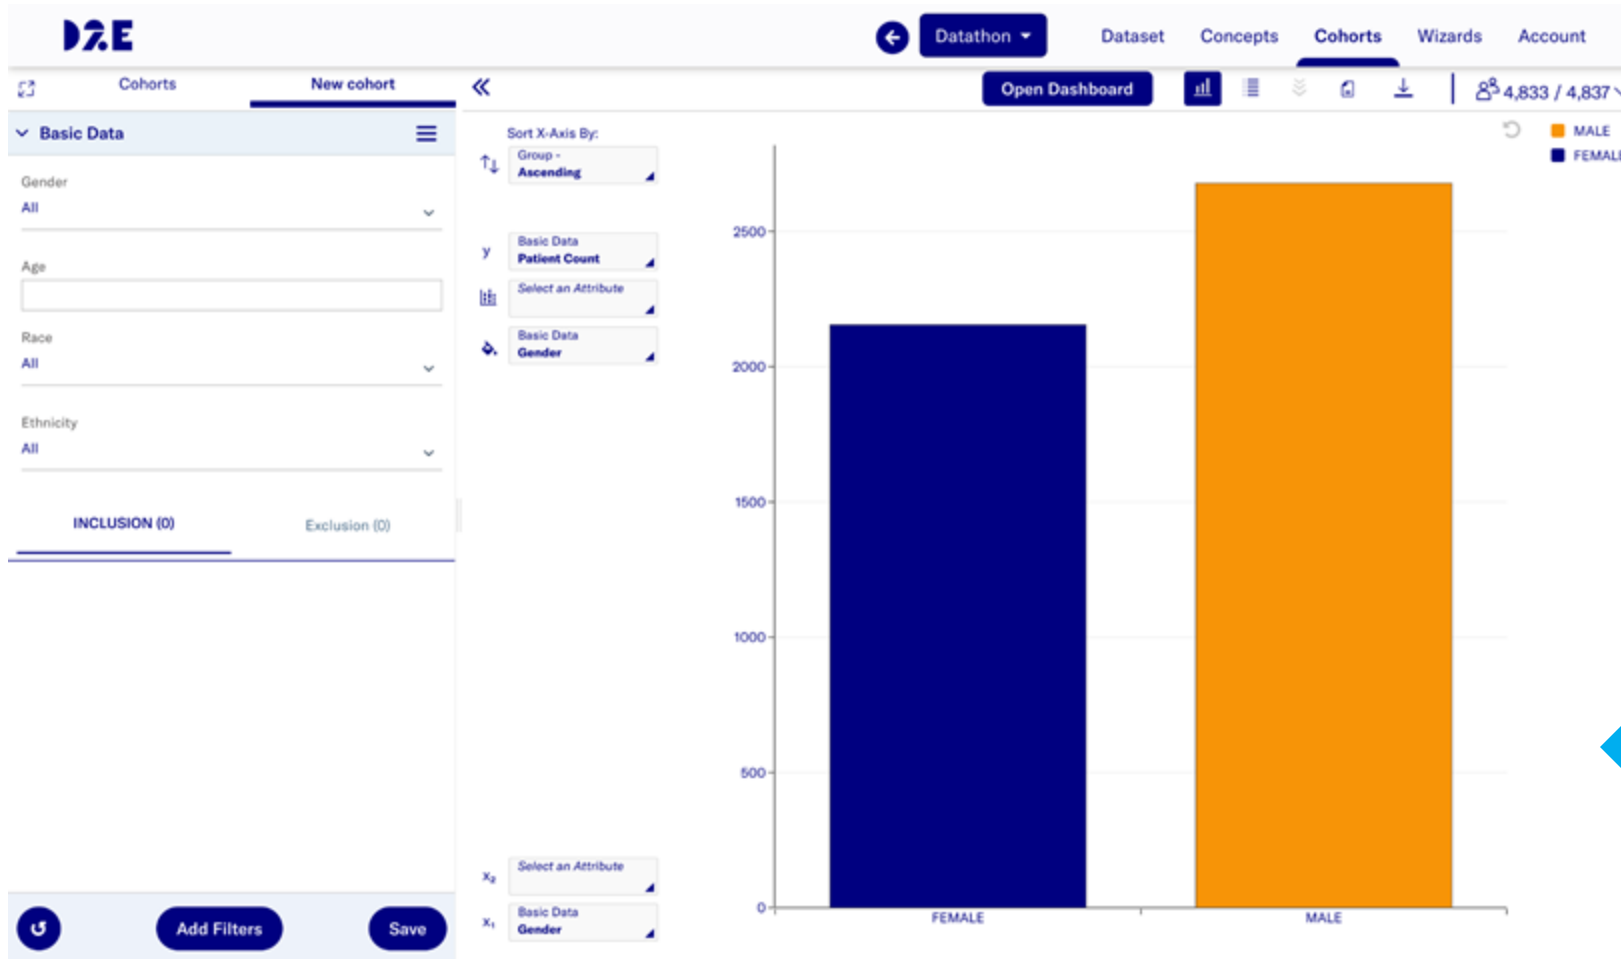 D2E
Datathon
Dataset
Concepts
Cohorts
Wizards
Account
Cohorts
New cohort
Open Dashboard
4,833 / 4,837
Basic Data
Gender
All
Age
Race
All
Ethnicity
All
INCLUSION (0)
Exclusion (0)
Add Filters
Save
Sort X-Axis By:
Group -
Ascending
y
Basic Data
Patient Count
Select an Attribute
Basic Data
Gender
x₂
Select an Attribute
x₁
Basic Data
Gender
MALE
FEMAL
2500
2000
1500
1000
500
0
FEMALE
MALE